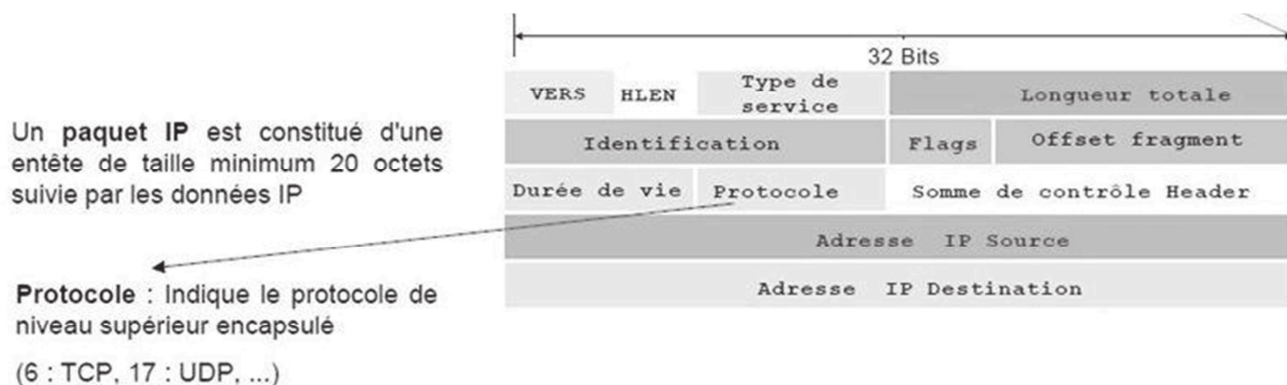 32 Bits
VERS HLEN Type de service Longueur totale
Identification Flags Offset fragment
Durée de vie Protocole Somme de contrôle Header
Adresse IP Source
Adresse IP Destination
Un paquet IP est constitué d'une
entête de taille minimum 20 octets
suivie par les données IP
Protocole : Indique le protocole de
niveau supérieur encapsulé
(6 : TCP, 17 : UDP, ...)